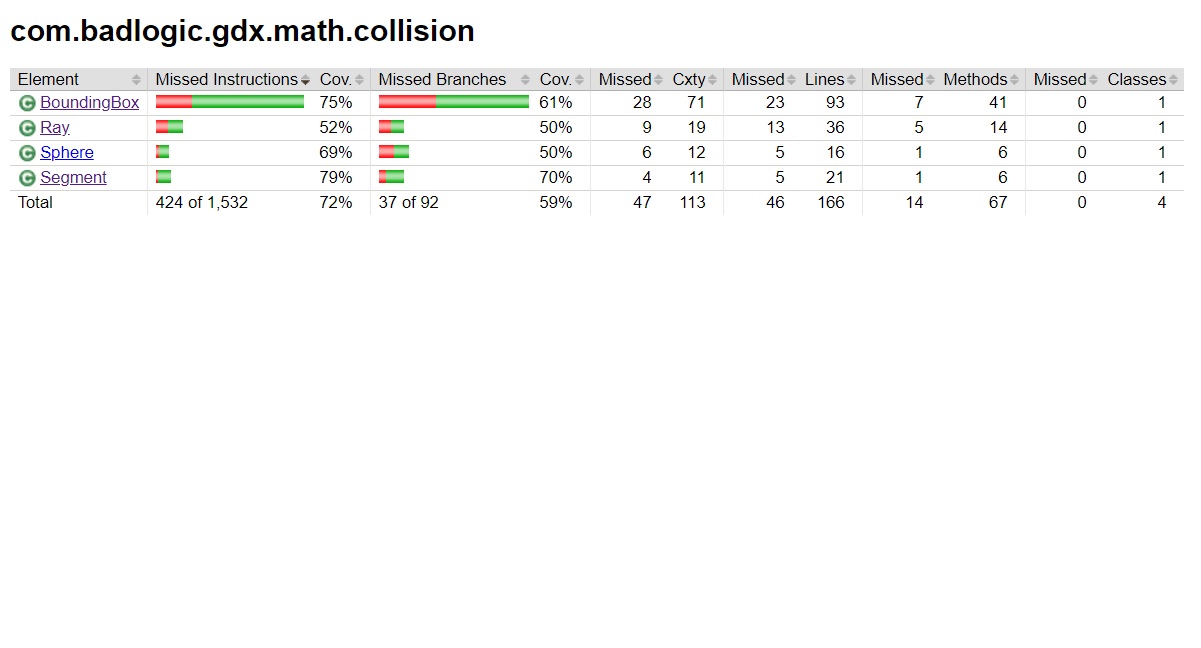 com.badlogic.gdx.math.collision
Element Missed Instructions Cov. Missed Branches Cov. Missed Cxty Missed Lines Missed Methods Missed Classes
C BoundingBox 75% 61% 28 71 23 93 7 41 0 1
C Ray 52% 50% 9 19 13 36 5 14 0 1
C Sphere 69% 50% 6 12 5 16 1 6 0 1
C Segment 79% 70% 4 11 5 21 1 6 0 1
Total 424 of 1,532 72% 37 of 92 59% 47 113 46 166 14 67 0 4